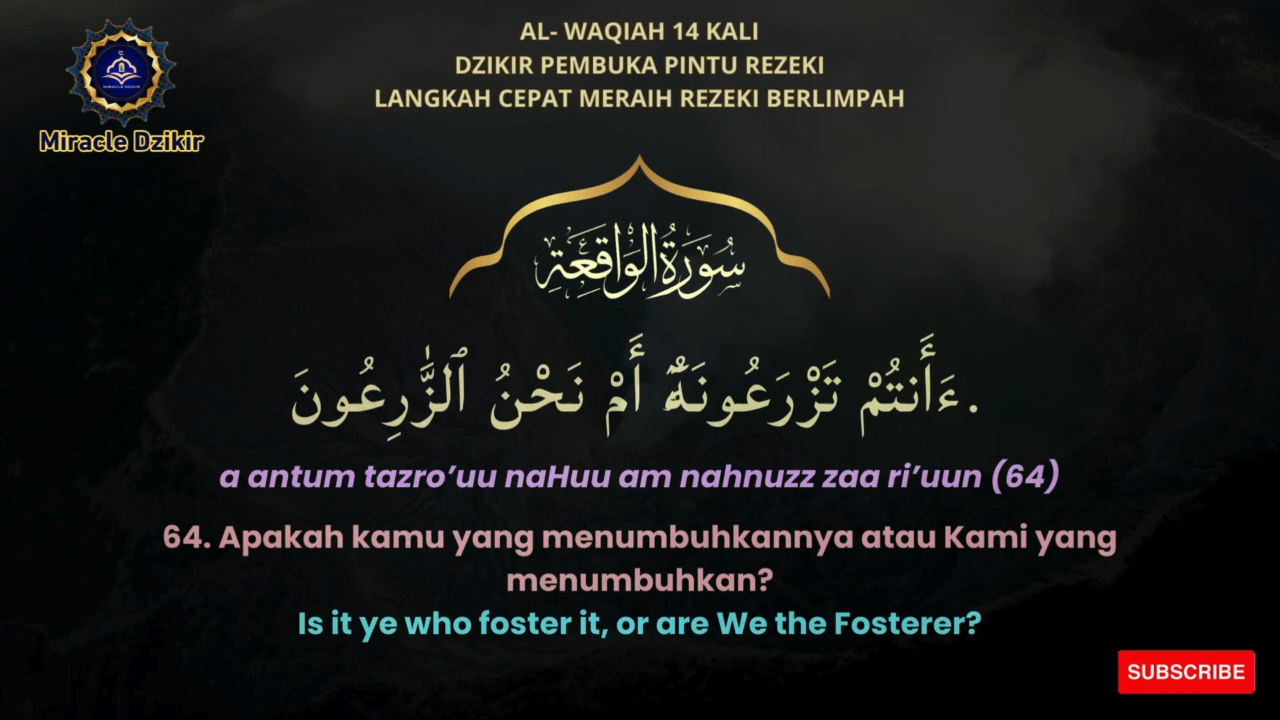 AL- WAQIAH 14 KALI
DZIKIR PEMBUKA PINTU REZEKI
LANGKAH CEPAT MERAIH REZEKI BERLIMPAH
Miracle Dzikir
سُورَةُ الوَاقِعَةِ
ءَأَنتُمْ تَزْرَعُونَهُۥٓ أَمْ نَحْنُ ٱلزَّٰرِعُونَ.
a antum tazro’uu naHuu am nahnuzz zaa ri’uun (64)
64. Apakah kamu yang menumbuhkannya atau Kami yang
menumbuhkan?
Is it ye who foster it, or are We the Fosterer?
SUBSCRIBE